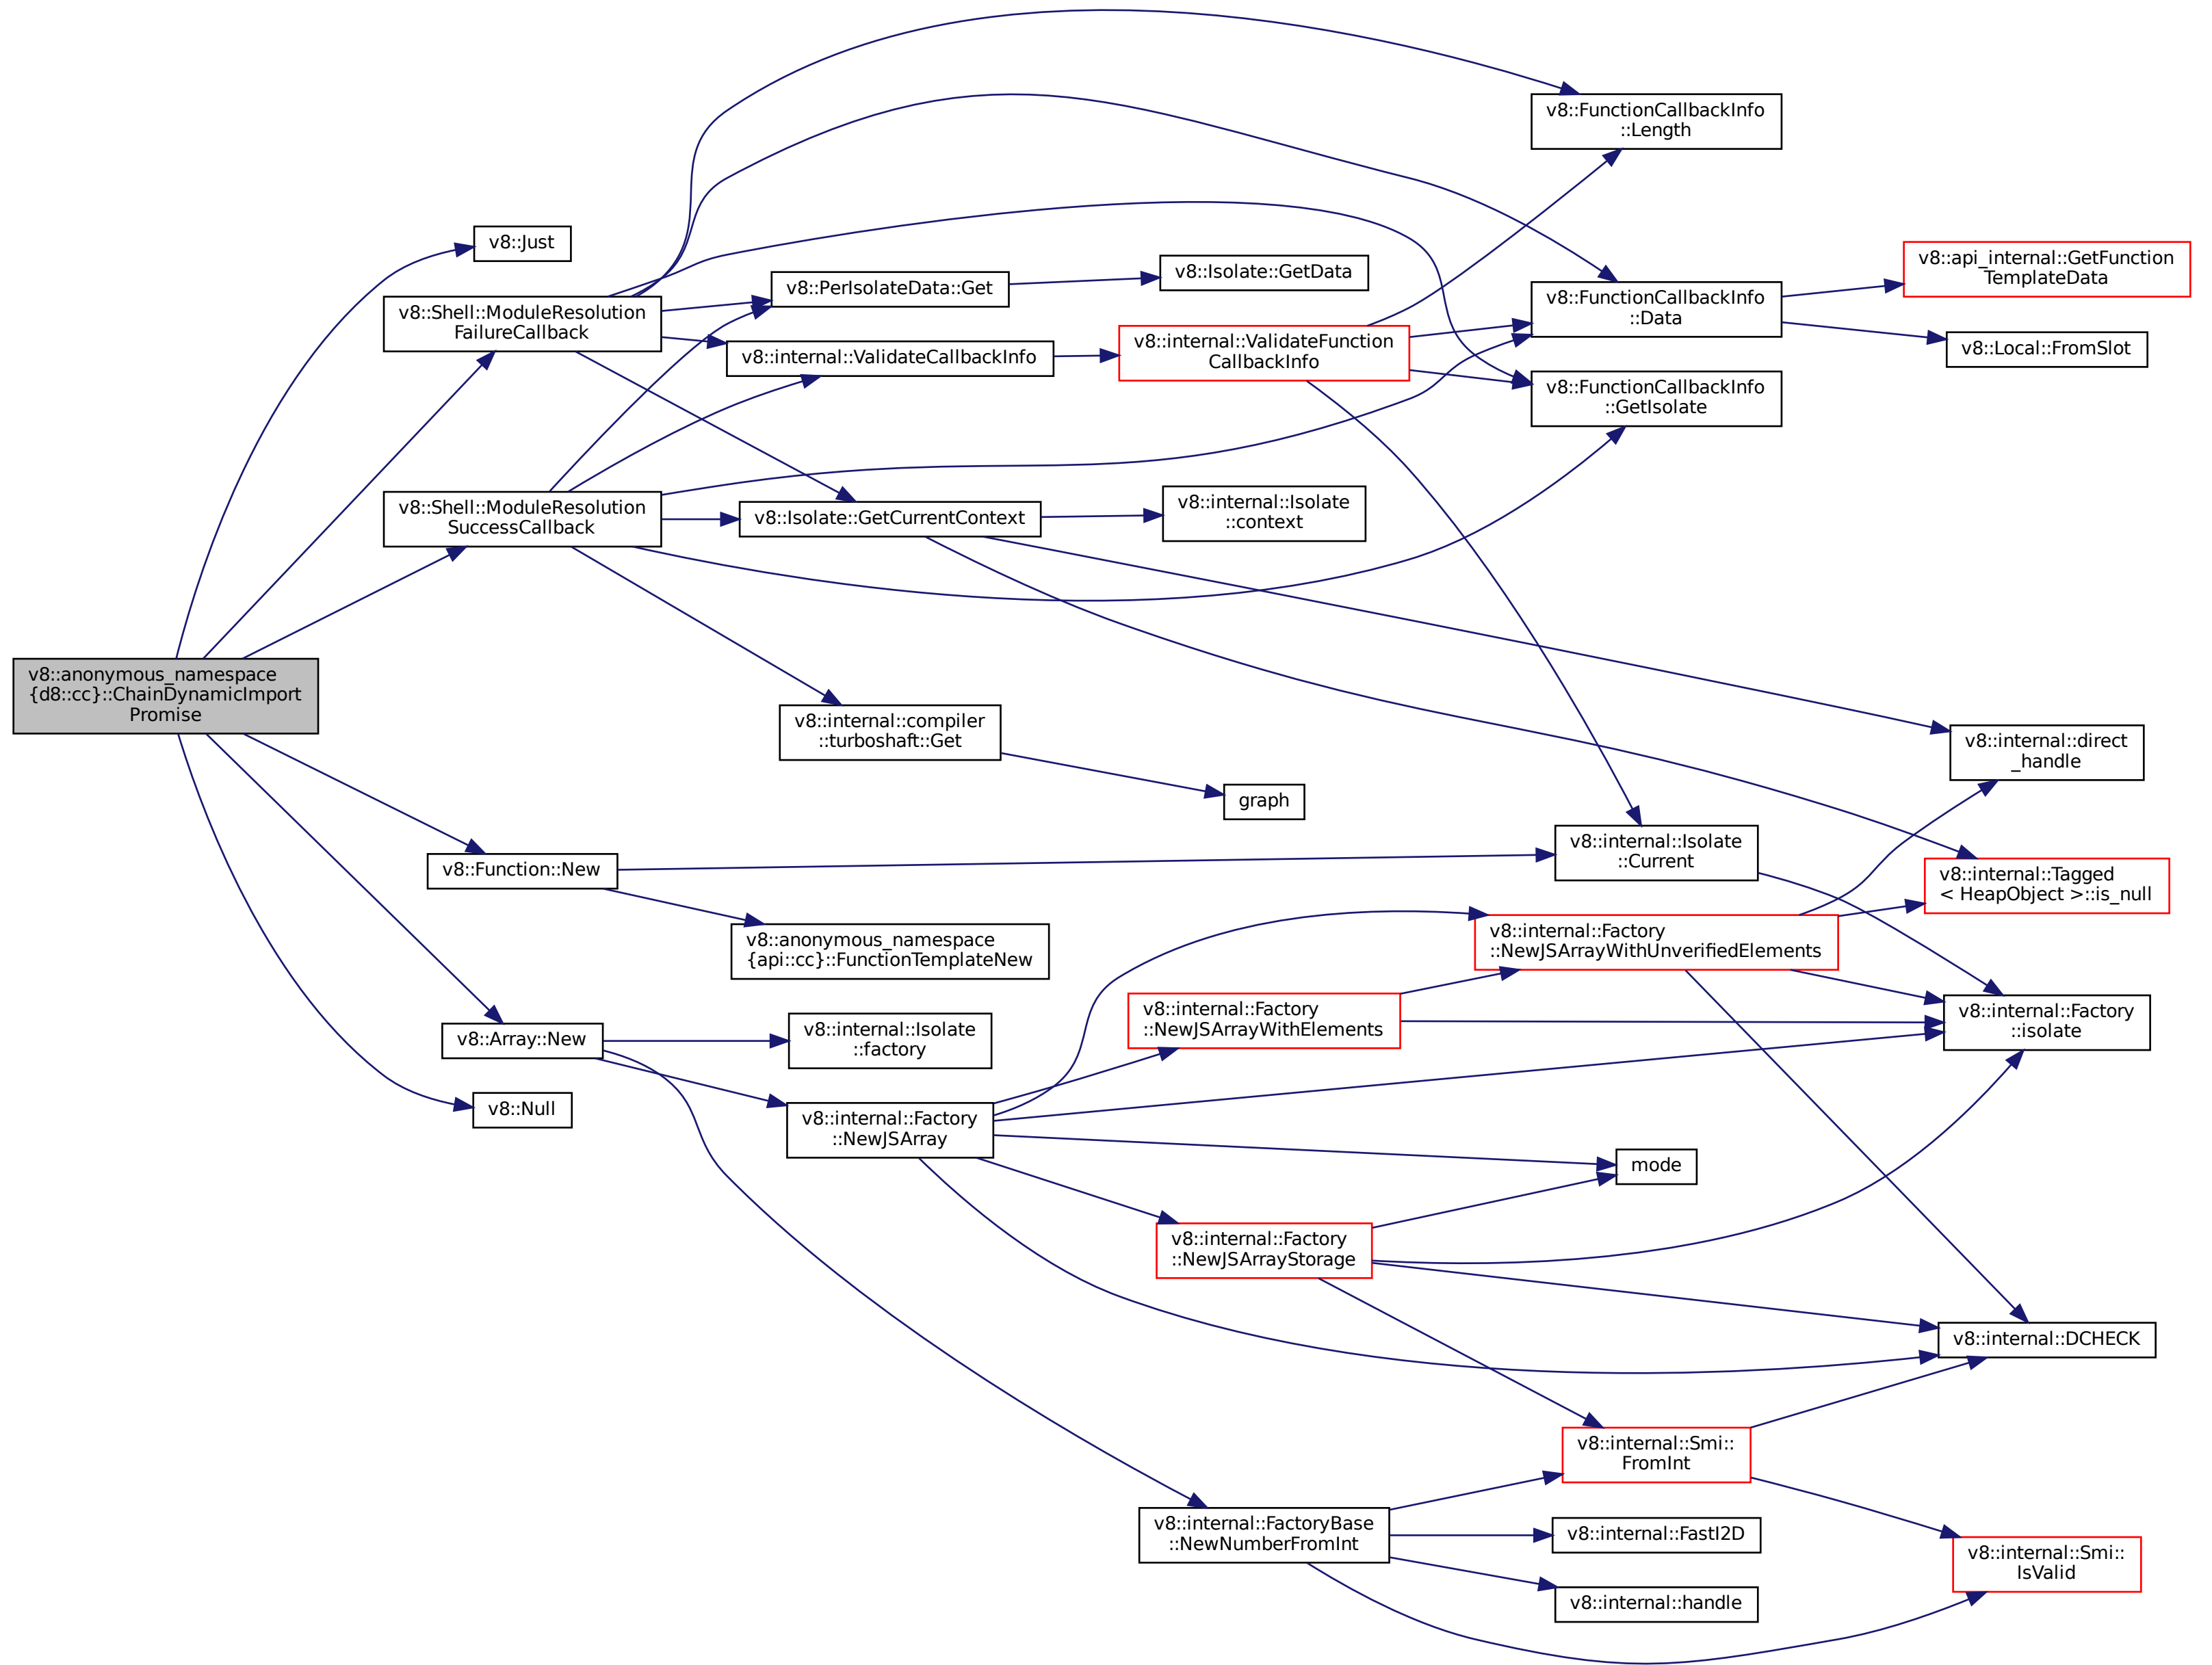 v8::FunctionCallbackInfo
::Length
v8::Just
v8::Isolate::GetData
v8::api_internal::GetFunction
TemplateData
v8::PerIsolateData::Get
v8::FunctionCallbackInfo
::Data
v8::Shell::ModuleResolution
FailureCallback
v8::internal::ValidateCallbackInfo
v8::internal::ValidateFunction
CallbackInfo
v8::Local::FromSlot
v8::FunctionCallbackInfo
::GetIsolate
v8::Shell::ModuleResolution
SuccessCallback
v8::Isolate::GetCurrentContext
v8::internal::Isolate
::context
v8::anonymous_namespace
{d8::cc}::ChainDynamicImport
Promise
v8::internal::compiler
::turboshaft::Get
v8::internal::direct
_handle
graph
v8::Function::New
v8::internal::Isolate
::Current
v8::internal::Tagged
< HeapObject >::is_null
v8::anonymous_namespace
{api::cc}::FunctionTemplateNew
v8::internal::Factory
::NewJSArrayWithUnverifiedElements
v8::internal::Factory
::NewJSArrayWithElements
v8::internal::Factory
::isolate
v8::Array::New
v8::internal::Isolate
::factory
v8::Null
v8::internal::Factory
::NewJSArray
mode
v8::internal::Factory
::NewJSArrayStorage
v8::internal::DCHECK
v8::internal::Smi::
FromInt
v8::internal::FactoryBase
::NewNumberFromInt
v8::internal::FastI2D
v8::internal::Smi::
IsValid
v8::internal::handle